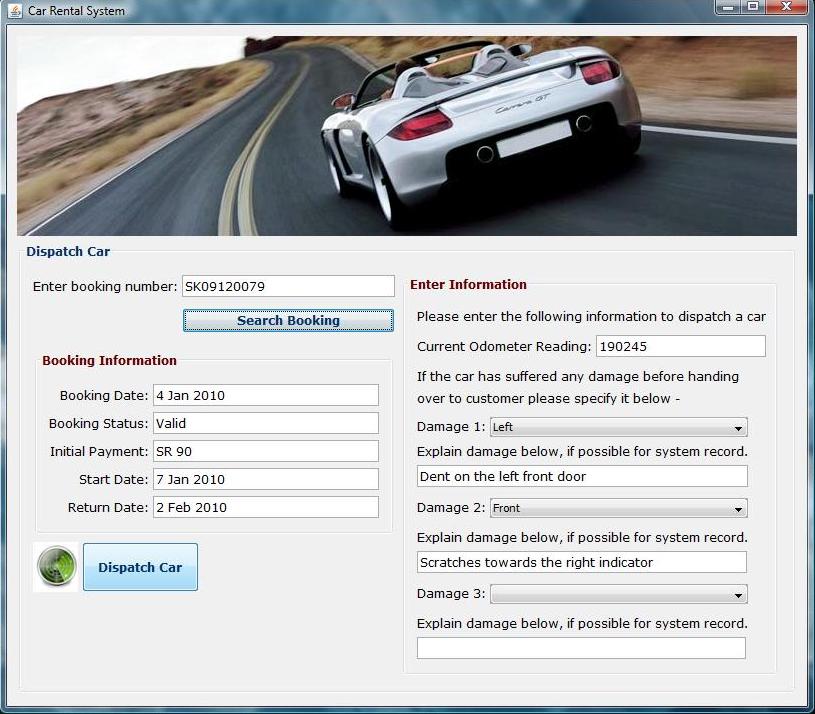 Car Rental System
Carrera GT
Dispatch Car
Enter booking number: SK09120079
Search Booking
Booking Information
Booking Date: 4 Jan 2010
Booking Status: Valid
Initial Payment: SR 90
Start Date: 7 Jan 2010
Return Date: 2 Feb 2010
Dispatch Car
Enter Information
Please enter the following information to dispatch a car
Current Odometer Reading: 190245
If the car has suffered any damage before handing
over to customer please specify it below -
Damage 1: Left
Explain damage below, if possible for system record.
Dent on the left front door
Damage 2: Front
Explain damage below, if possible for system record.
Scratches towards the right indicator
Damage 3:
Explain damage below, if possible for system record.